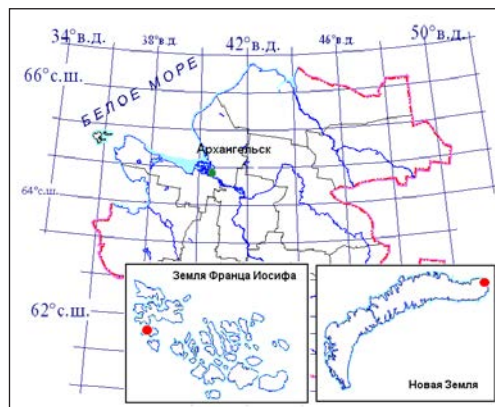 34°в.д.
38°в.д.
42°в.д.
46°в.д.
50°в.д.
66°с.ш.
БЕЛОЕ МОРЕ
Архангельск
64°с.ш.
62°с.ш.
Земля Франца Иосифа
Новая Земля